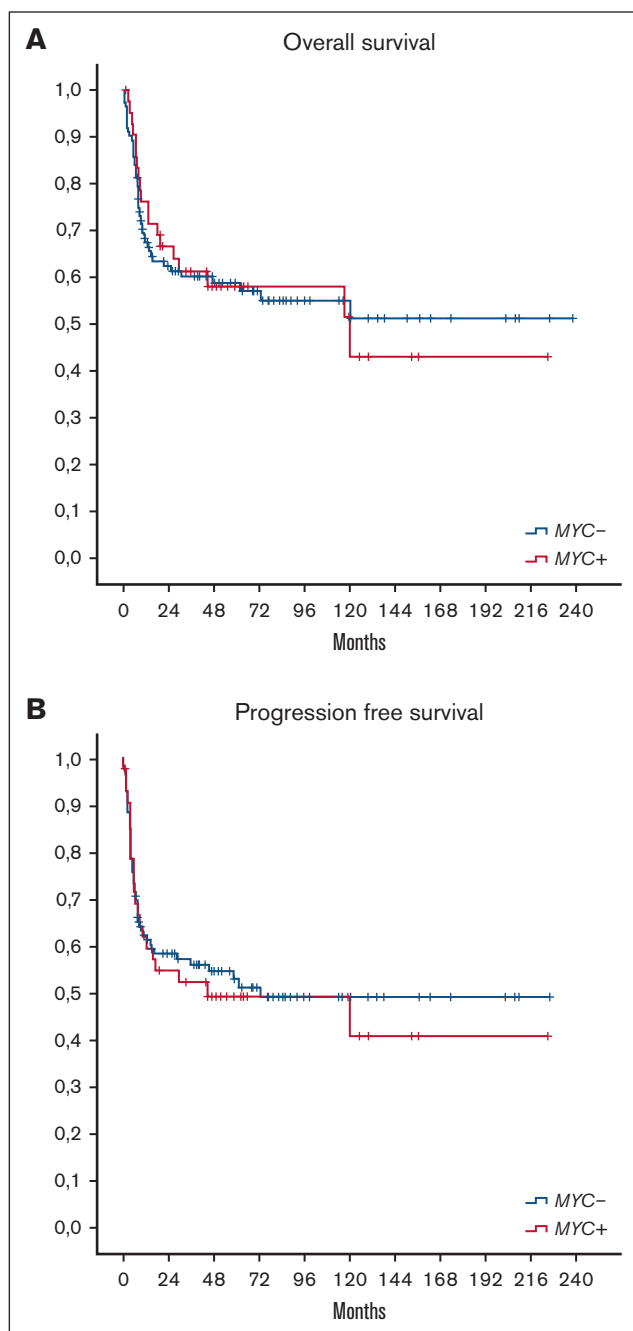 A
Overall survival
1,0
0,9
0,8
0,7
0,6
0,5
0,4
0,3
0,2
0,1
0,0
MYC−
MYC+
0 24 48 72 96 120 144 168 192 216 240
Months
B
Progression free survival
1,0
0,9
0,8
0,7
0,6
0,5
0,4
0,3
0,2
0,1
0,0
MYC−
MYC+
0 24 48 72 96 120 144 168 192 216 240
Months